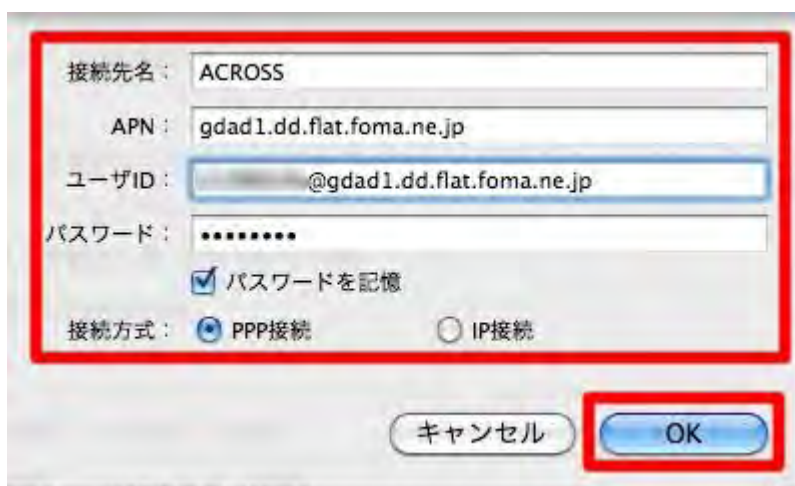 接続先名： ACROSS
APN： gdad1.dd.flat.foma.ne.jp
ユーザID： @gdad1.dd.flat.foma.ne.jp
パスワード： ••••••••
パスワードを記憶
接続方式： PPP接続 IP接続
キャンセル OK